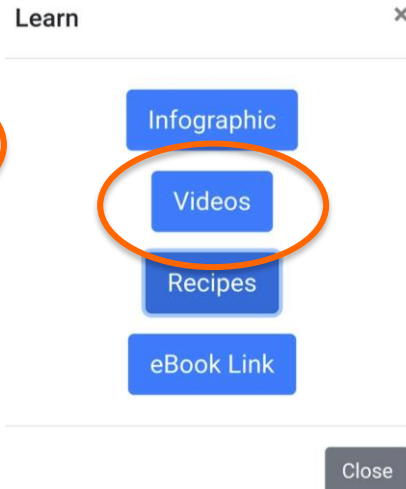 Learn ×
Infographic
Videos
Recipes
eBook Link
Close